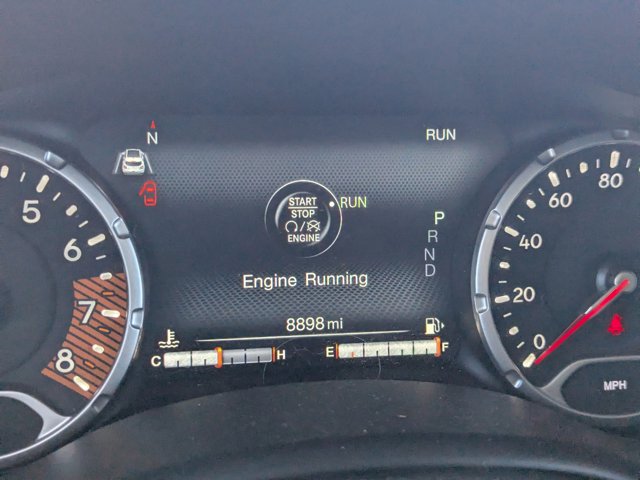 N
RUN
START
STOP
ENGINE
RUN
P
R
N
D
Engine Running
8898 mi
C H
E F
5
6
7
8
80
60
40
20
0
MPH